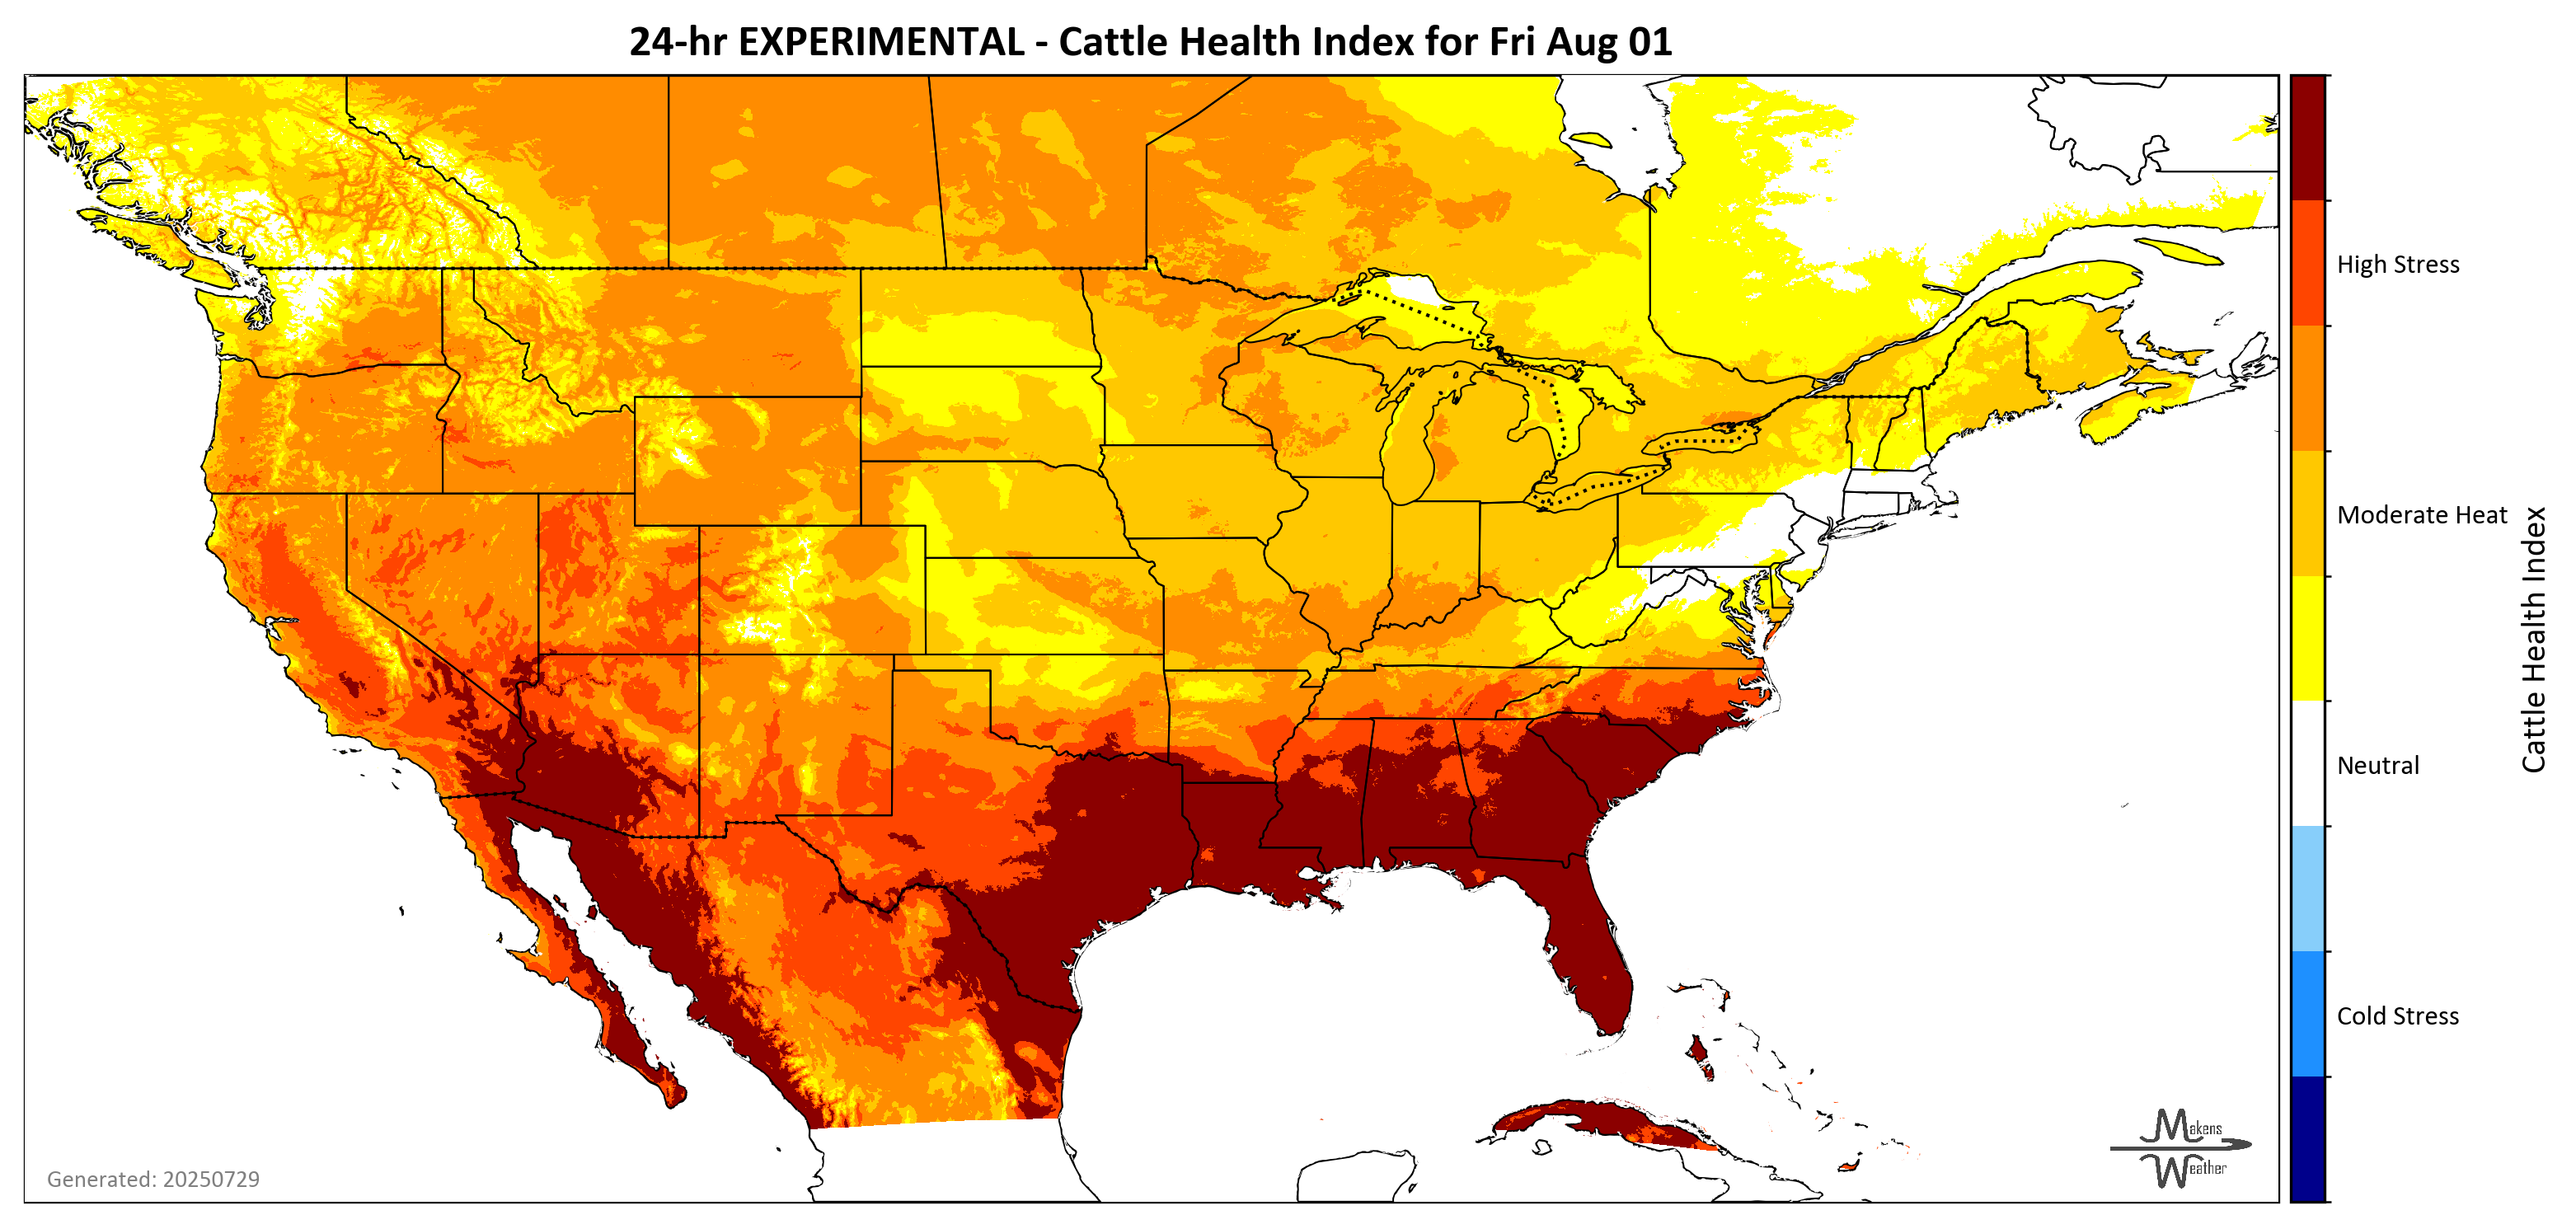 24-hr EXPERIMENTAL - Cattle Health Index for Fri Aug 01
High Stress
Moderate Heat
Neutral
Cold Stress
Cattle Health Index
Generated: 20250729
Makens
Weather